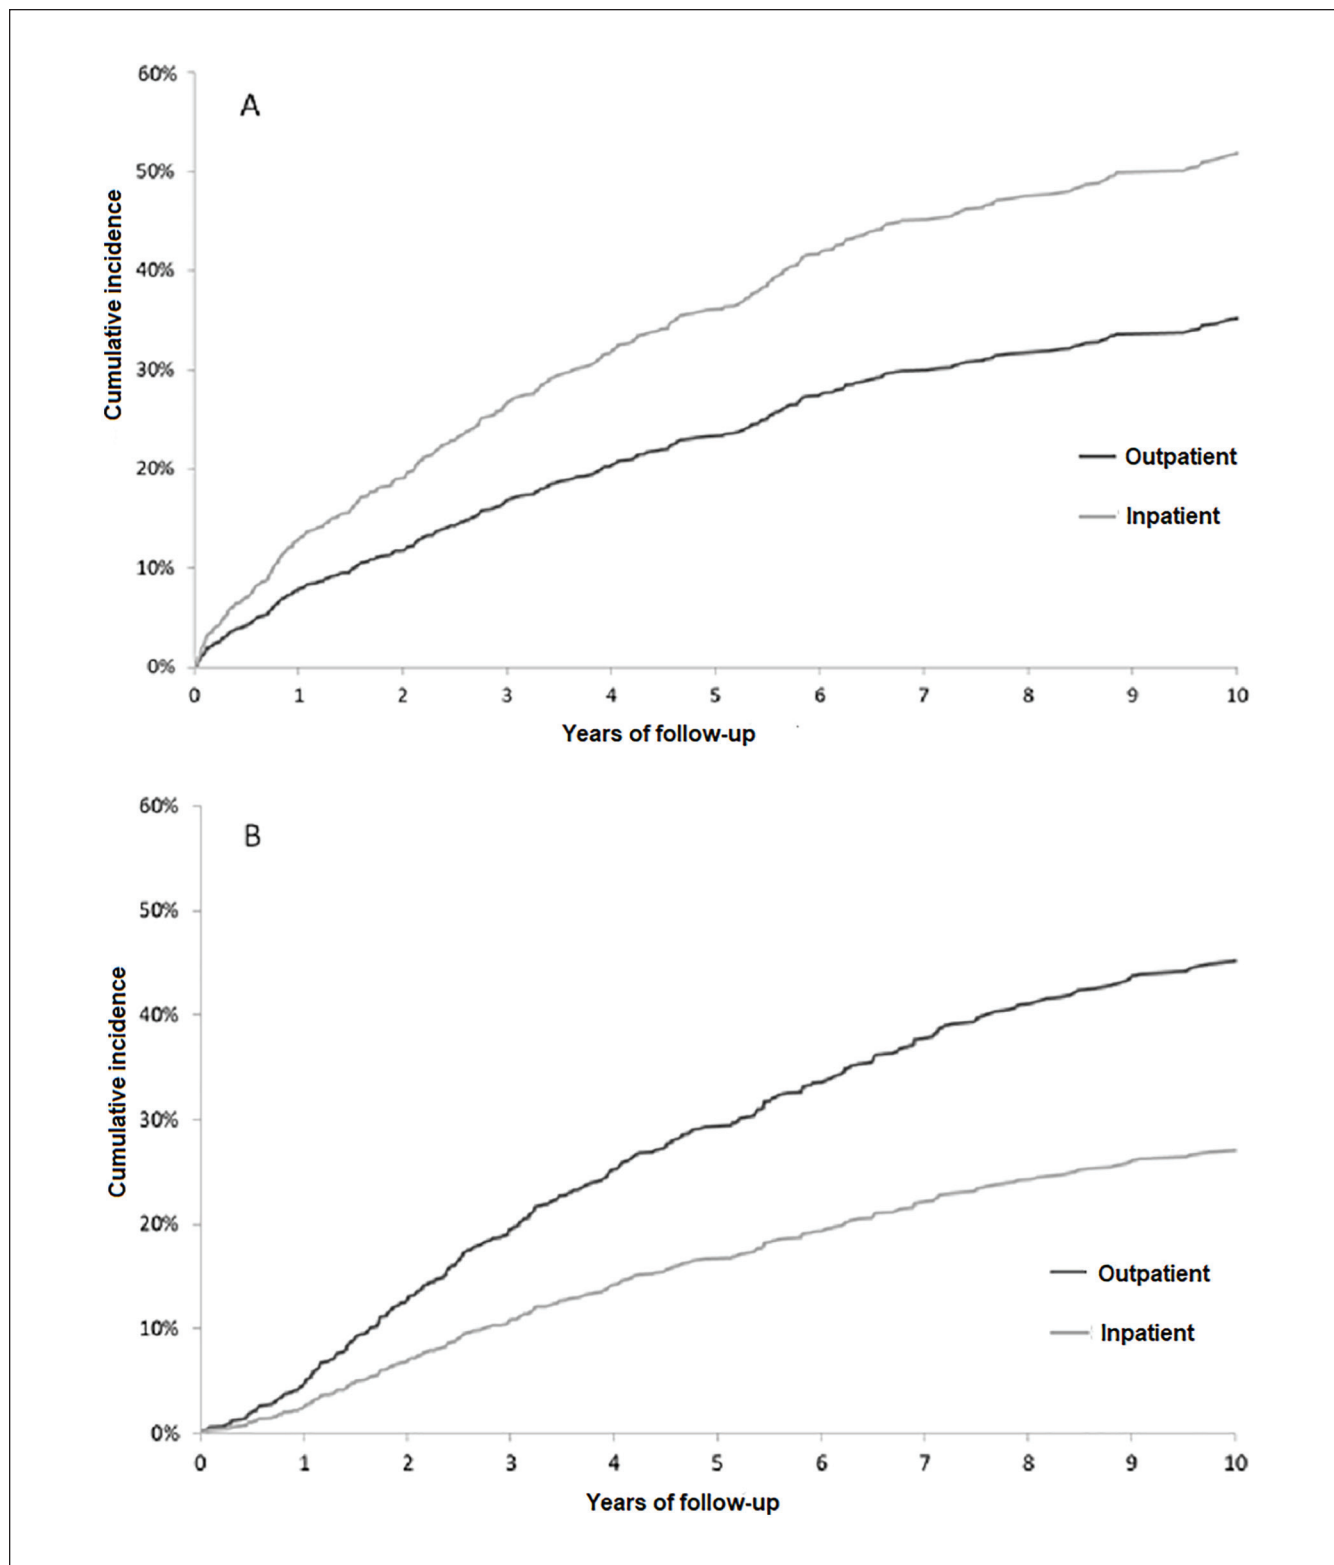 A
60%
50%
40%
30%
20%
10%
0%
Cumulative incidence
Outpatient
Inpatient
0 1 2 3 4 5 6 7 8 9 10
Years of follow-up
B
60%
50%
40%
30%
20%
10%
0%
Cumulative incidence
Outpatient
Inpatient
0 1 2 3 4 5 6 7 8 9 10
Years of follow-up